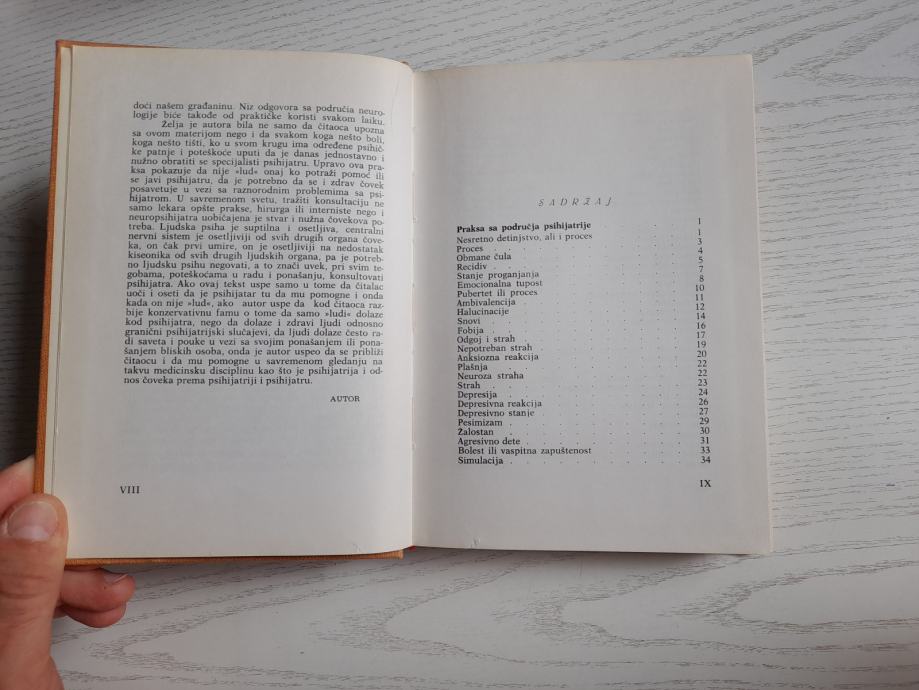 doći našem građaninu. Niz odgovora sa područia neuro-
logije biće takođe od praktičke koristi svakom laiku.
Želja je autora bila ne samo da čitaoca upozna
sa ovom materijom nego i da svakom koga nešto boli,
koga nešto tišti, ko u svom krugu ima određene psihič-
ke patnje i poteškoće uputi da je danas jednostavno i
nužno obratiti se specijalisti psihijatru. Upravo ova pra-
ksa pokazuje da nije »lud« onaj ko potraži pomoć ili
se javi psihijatru, da je potrebno da se i zdrav čovek
posavetuje u vezi sa raznorodnim problemima sa psi-
hijatrom. U savremenom svetu, tražiti konsultaciju ne
samo lekara opšte prakse, hirurga ili interniste nego i
neuropsihijatra uobičajena je stvar i nužna čovekova po-
treba. Ljudska psiha je suptilna i osetljiva, centralni
nervni sistem je osetljiviji od svih drugih organa čove-
ka, on čak prvi umire, on je osetljiviji na nedostatak
kiseonika od svih drugih ljudskih organa, pa je potreb-
no ljudsku psihu negovati, a to znači uvek, pri svim te-
gobama, poteškoćama u radu i ponašanju, konsultovati
psihijatra. Ako ovaj tekst uspe samo u tome da čitalac
uoči i oseti da je psihijatar tu da mu pomogne i onda
kada on nije »lud«, ako autor uspe da kod čitaoca raz-
bije konzervativnu famu o tome da samo »ludi« dolaze
kod psihijatra, nego da dolaze i zdravi ljudi odnosno
granični psihijatrijski slučajevi, da ljudi dolaze često ra-
di saveta i pouke u vezi sa svojim ponašanjem ili pona-
šanjem bliskih osoba, onda je autor uspeo da se približi
čitaocu i da mu pomogne u savremenom gledanju na
takvu medicinsku disciplinu kao što je psihijatrija i od-
nos čoveka prema psihijatriji i psihijatru.
AUTOR
VIII
SADRŽAJ
Praksa sa područja psihijatrije . . . 1
Nesretno detinjstvo, ali i proces . . . 1
Proces . . . 3
Obmane čula . . . 4
Recidiv . . . 5
Stanje proganjanja . . . 7
Emocionalna tupost . . . 8
Pubertet ili proces . . . 10
Ambivalencija . . . 11
Halucinacije . . . 12
Snovi . . . 14
Fobija . . . 16
Odgoj i strah . . . 17
Nepotreban strah . . . 19
Anksiozna reakcija . . . 20
Plašnja . . . 22
Neuroza straha . . . 22
Strah . . . 23
Depresija . . . 24
Depresivna reakcija . . . 26
Depresivno stanje . . . 27
Pesimizam . . . 29
Žalostan . . . 30
Agresivno dete . . . 31
Bolest ili vaspitna zapuštenost . . . 33
Simulacija . . . 34
IX